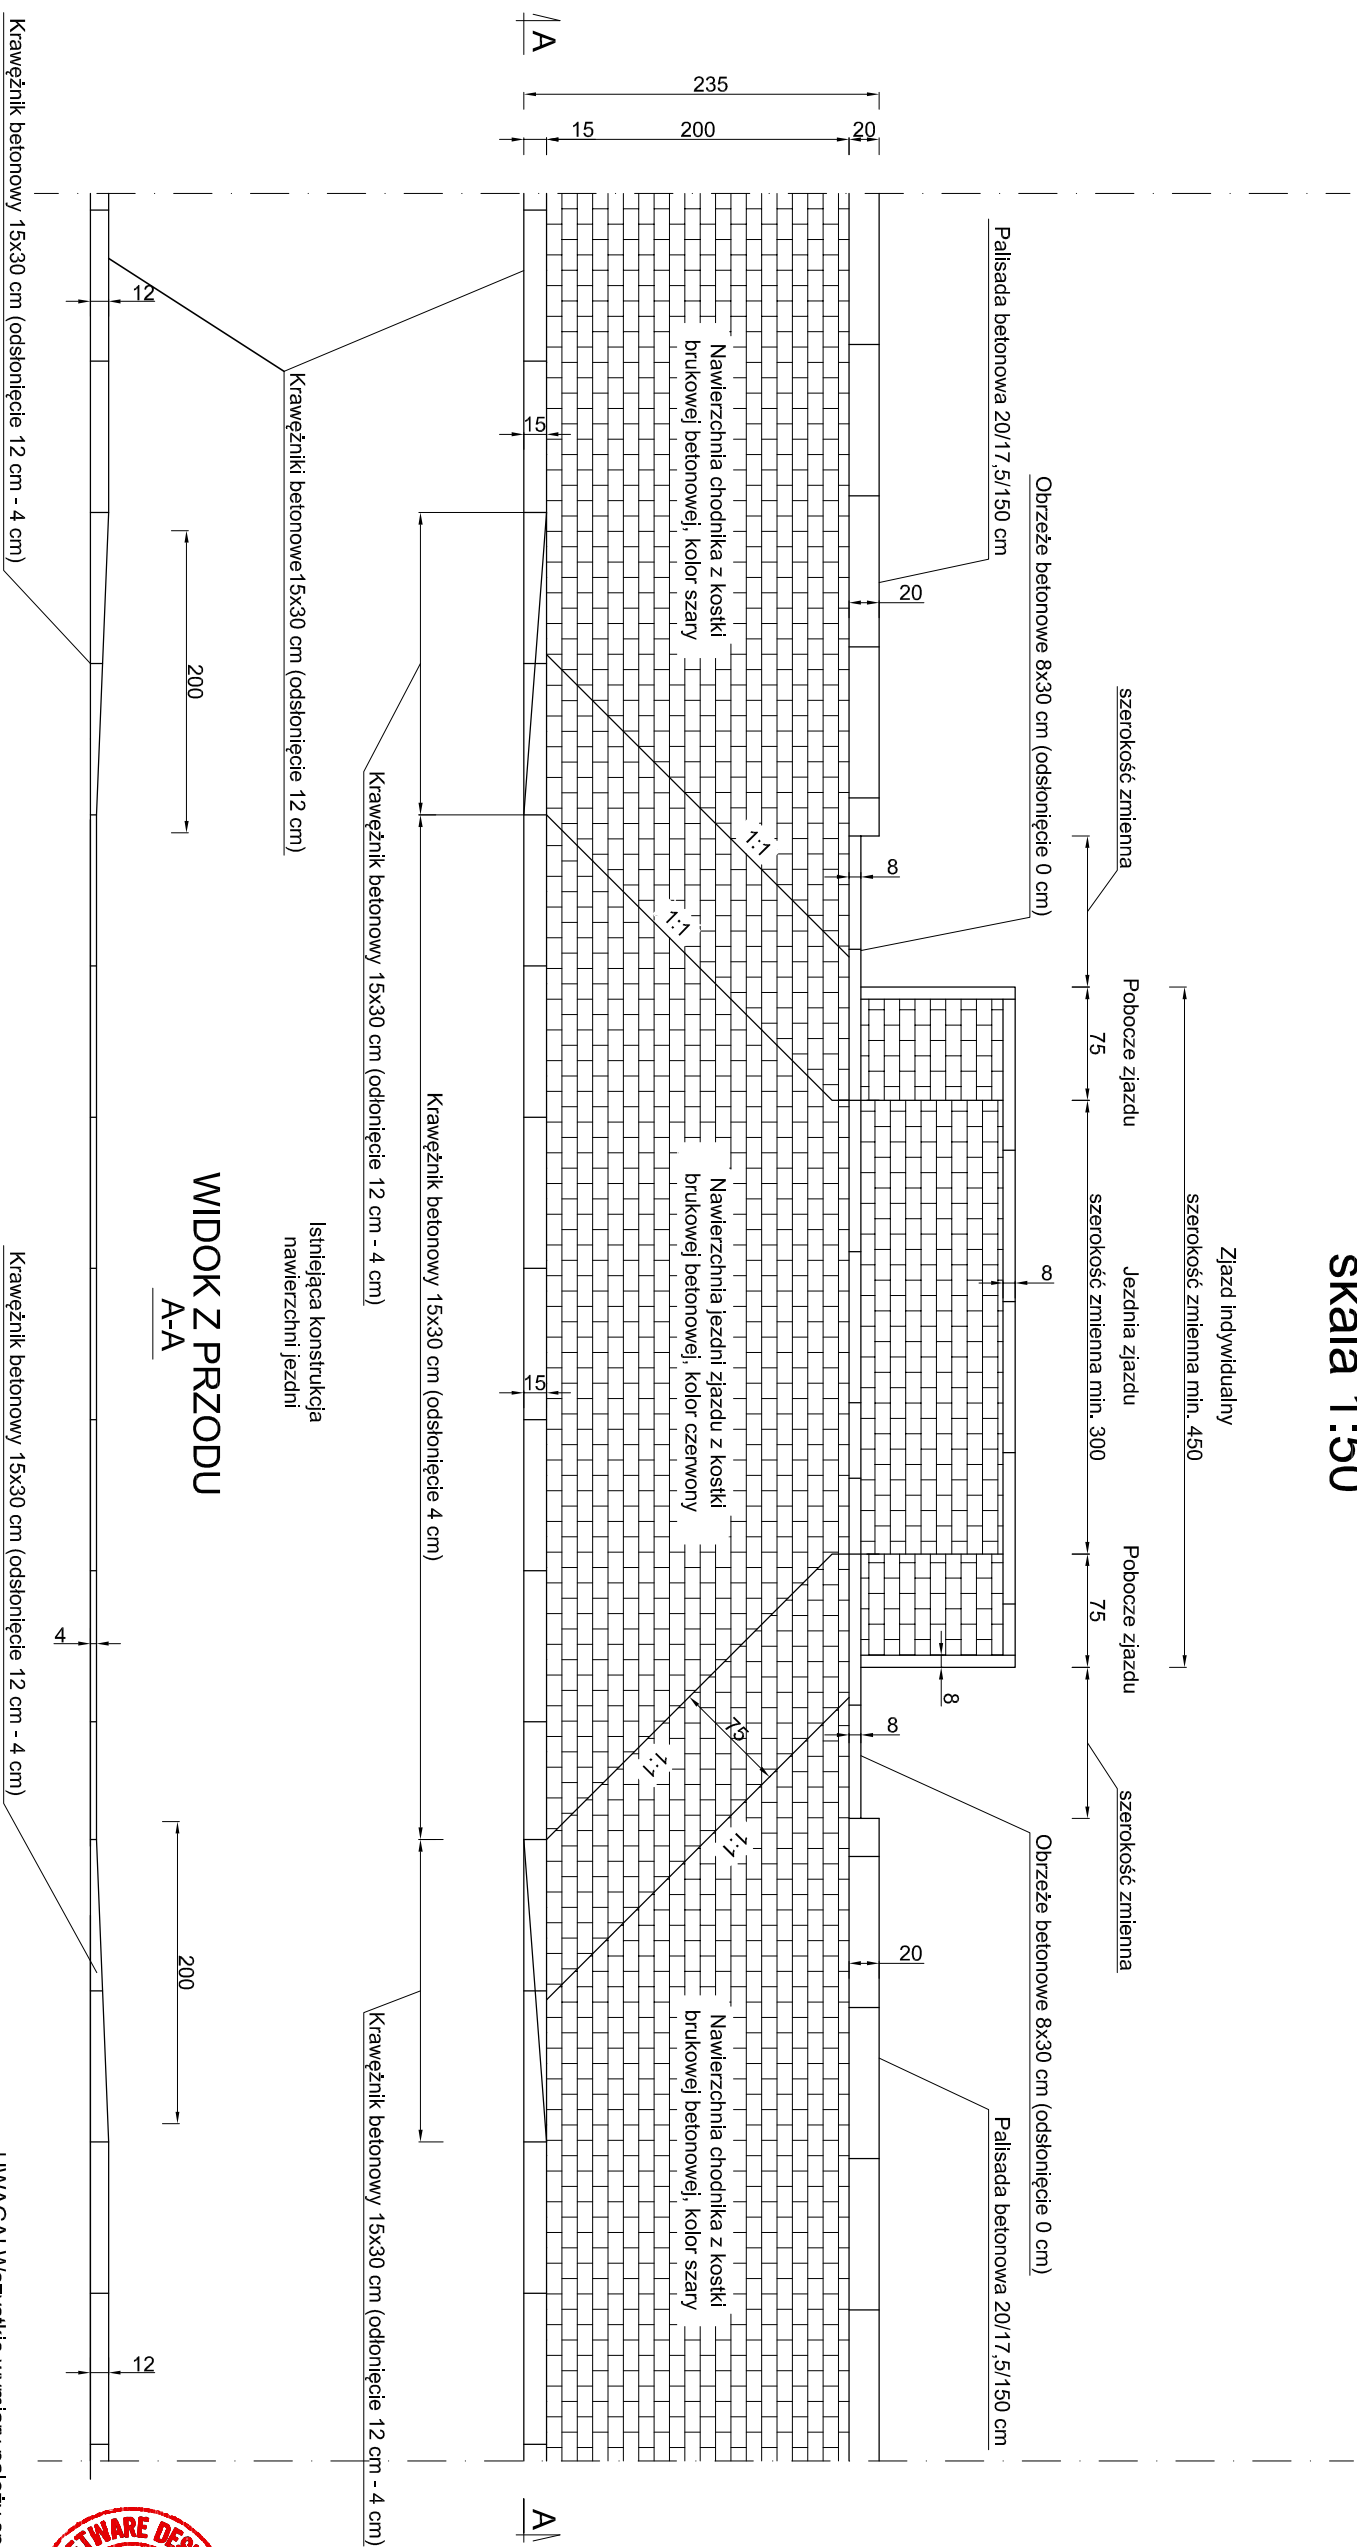 skala 1:50
Zjazd indywidualny
szerokość zmienna min. 450
szerokość zmienna
Pobocze zjazdu
Jezdnia zjazdu
Pobocze zjazdu
szerokość zmienna
75
szerokość zmienna min. 300
75
Obrzeże betonowe 8x30 cm (odsłonięcie 0 cm)
8
Obrzeże betonowe 8x30 cm (odsłonięcie 0 cm)
Palisada betonowa 20/17,5/150 cm
8
Palisada betonowa 20/17,5/150 cm
20
8
8
20
235
20
200
15
Nawierzchnia chodnika z kostki
brukowej betonowej, kolor szary
1:1
1:1
Nawierzchnia jezdni zjazdu z kostki
brukowej betonowej, kolor czerwony
75
1:1
1:1
Nawierzchnia chodnika z kostki
brukowej betonowej, kolor szary
A
15
15
A
Krawężnik betonowy 15x30 cm (odsłonięcie 4 cm)
Krawężnik betonowy 15x30 cm (odłonięcie 12 cm - 4 cm)
Krawężnik betonowy 15x30 cm (odłonięcie 12 cm - 4 cm)
Krawężniki betonowe15x30 cm (odsłonięcie 12 cm)
Istniejąca konstrukcja
nawierzchni jezdni
WIDOK Z PRZODU
A-A
200
200
12
4
12
Krawężnik betonowy 15x30 cm (odsłonięcie 12 cm - 4 cm)
Krawężnik betonowy 15x30 cm (odsłonięcie 12 cm - 4 cm)